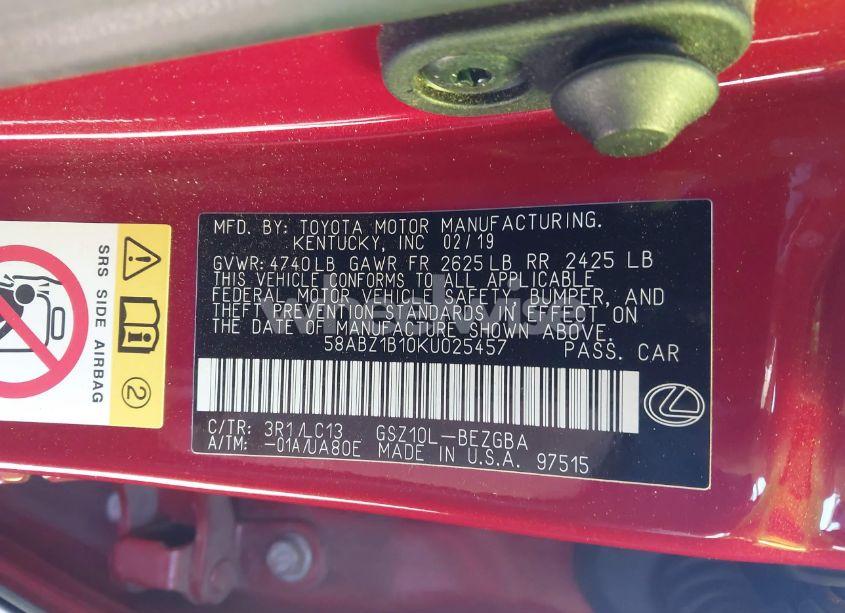 MFD. BY: TOYOTA MOTOR MANUFACTURING.
KENTUCKY, INC 02/19
GVWR: 4740LB GAWR FR 2625LB RR 2425 LB
THIS VEHICLE CONFORMS TO ALL APPLICABLE
FEDERAL MOTOR VEHICLE SAFETY, BUMPER, AND
THEFT PREVENTION STANDARDS IN EFFECT ON
THE DATE OF MANUFACTURE SHOWN ABOVE.
58ABZ1B10KU025457 PASS. CAR
C/TR: 3R1/LC13 GSZ10L-BEZGBA
A/TM: -01A/UA80E MADE IN U.S.A. 97515
SRS SIDE AIRBAG
2
wheelwise